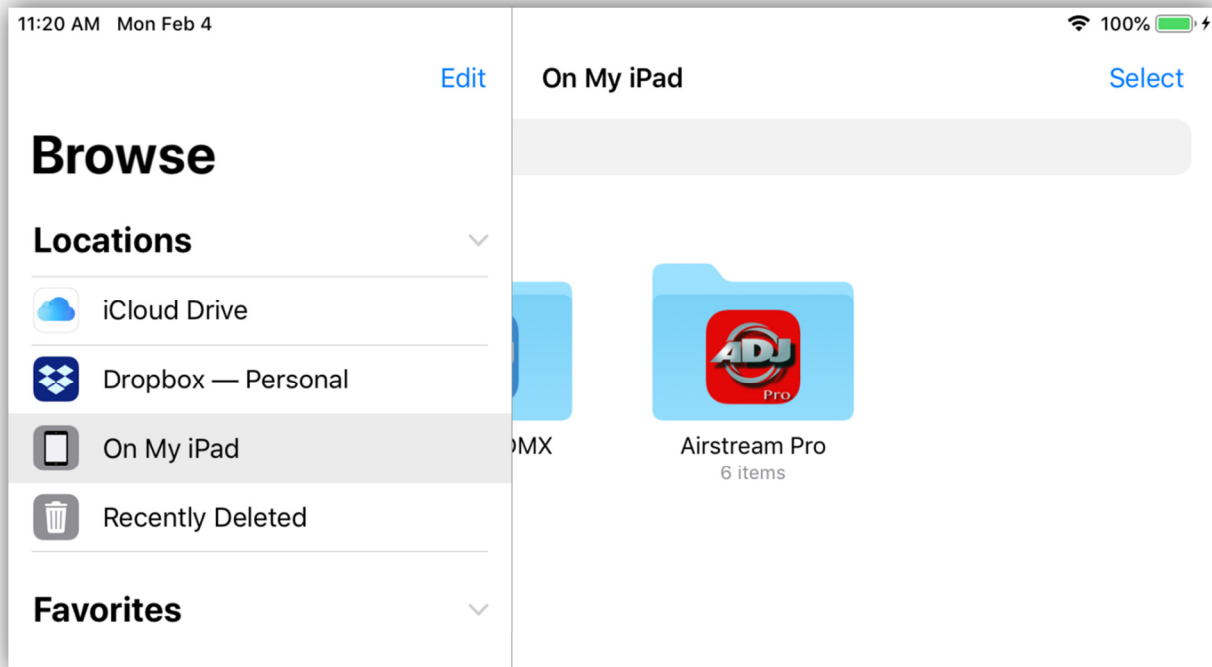 11:20 AM Mon Feb 4
100%
Edit
Browse
Locations
iCloud Drive
Dropbox — Personal
On My iPad
Recently Deleted
Favorites
On My iPad
Select
ADJ
Pro
DMX
Airstream Pro
6 items